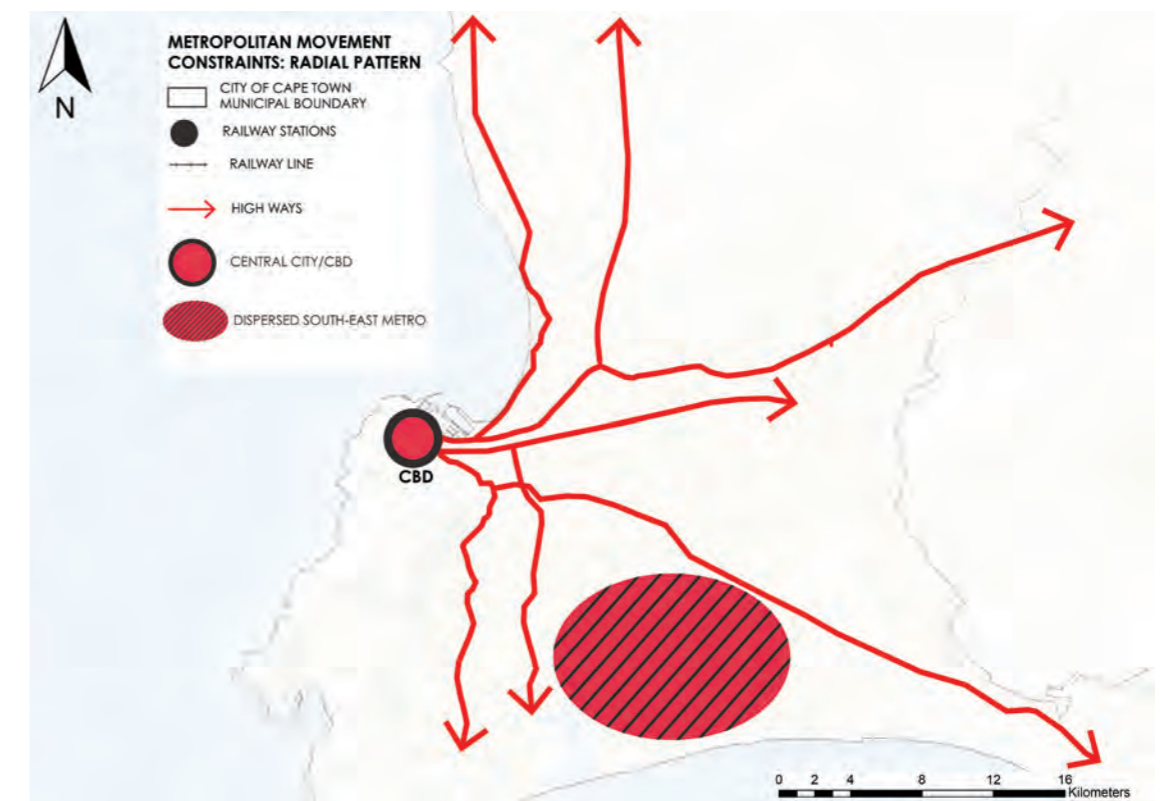 METROPOLITAN MOVEMENT
CONSTRAINTS: RADIAL PATTERN
CITY OF CAPE TOWN
MUNICIPAL BOUNDARY
RAILWAY STATIONS
RAILWAY LINE
HIGH WAYS
CENTRAL CITY/CBD
DISPERSED SOUTH-EAST METRO
N
CBD
0 2 4 8 12 16
Kilometers